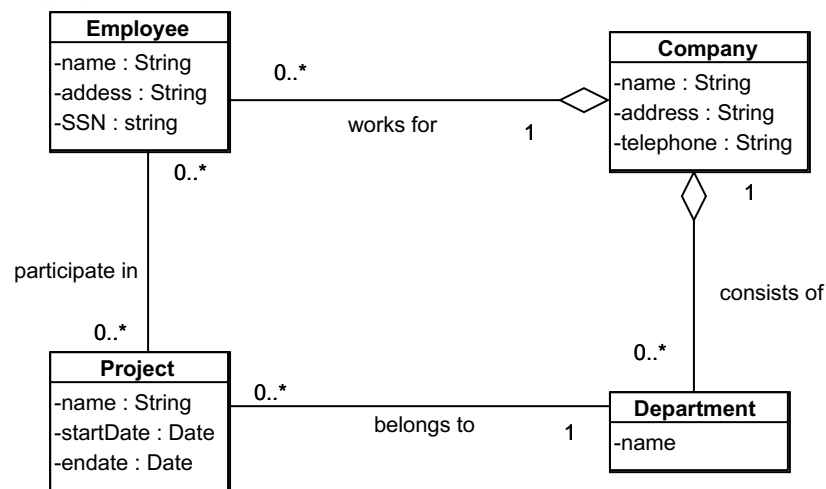 Employee
-name : String
-addess : String
-SSN : string
0..*
works for
1
Company
-name : String
-address : String
-telephone : String
0..*
participate in
0..*
1
consists of
0..*
Project
-name : String
-startDate : Date
-endate : Date
0..*
belongs to
1
Department
-name